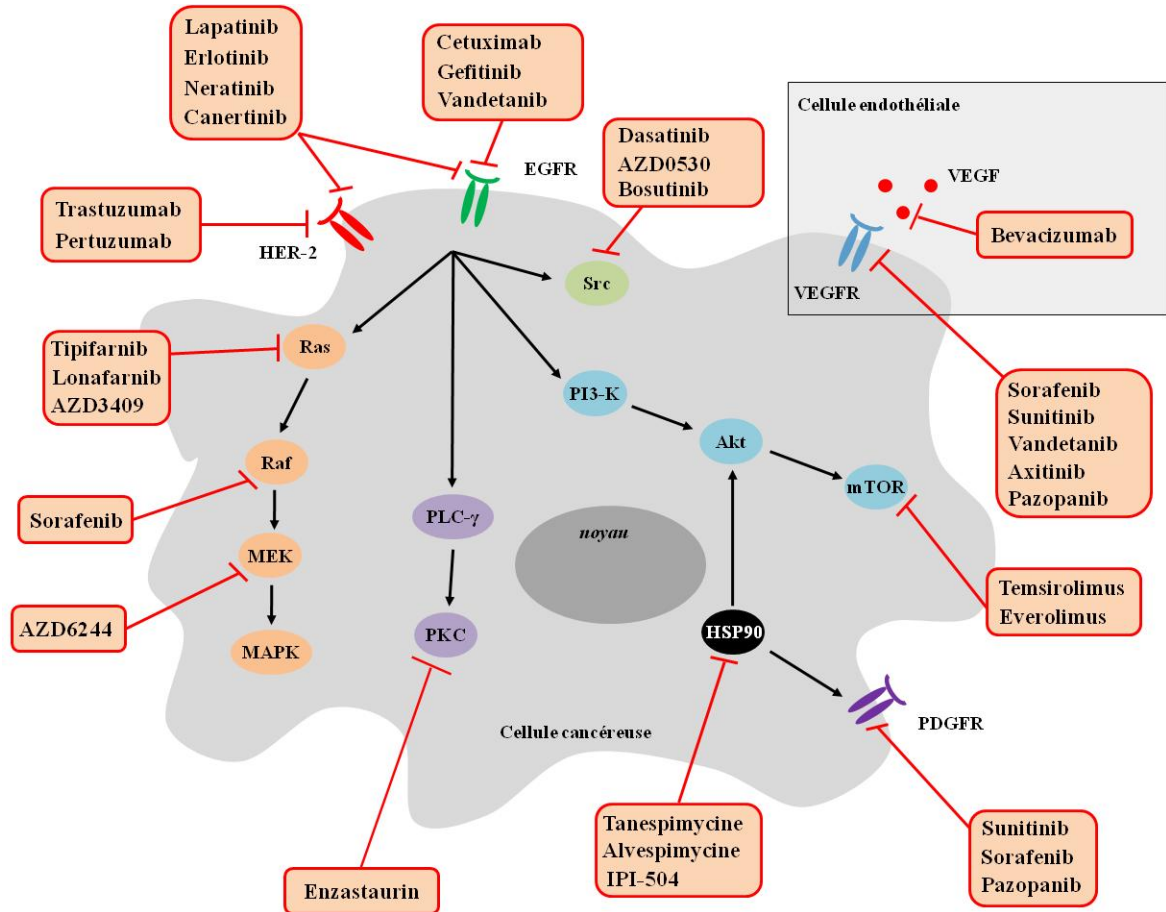 Lapatinib
Erlotinib
Neratinib
Canertinib
Cetuximab
Gefitinib
Vandetanib
Dasatinib
AZD0530
Bosutinib
Cellule endothéliale
VEGF
Bevacizumab
VEGFR
EGFR
Trastuzumab
Pertuzumab
HER-2
Src
Tipifarnib
Lonafarnib
AZD3409
Ras
PI3-K
Akt
mTOR
Sorafenib
Sunitinib
Vandetanib
Axitinib
Pazopanib
Raf
Sorafenib
PLC-γ
noyau
MEK
AZD6244
MAPK
PKC
HSP90
Temsirolimus
Everolimus
PDGFR
Cellule cancéreuse
Enzastaurin
Tanespimycine
Alvespimycine
IPI-504
Sunitinib
Sorafenib
Pazopanib